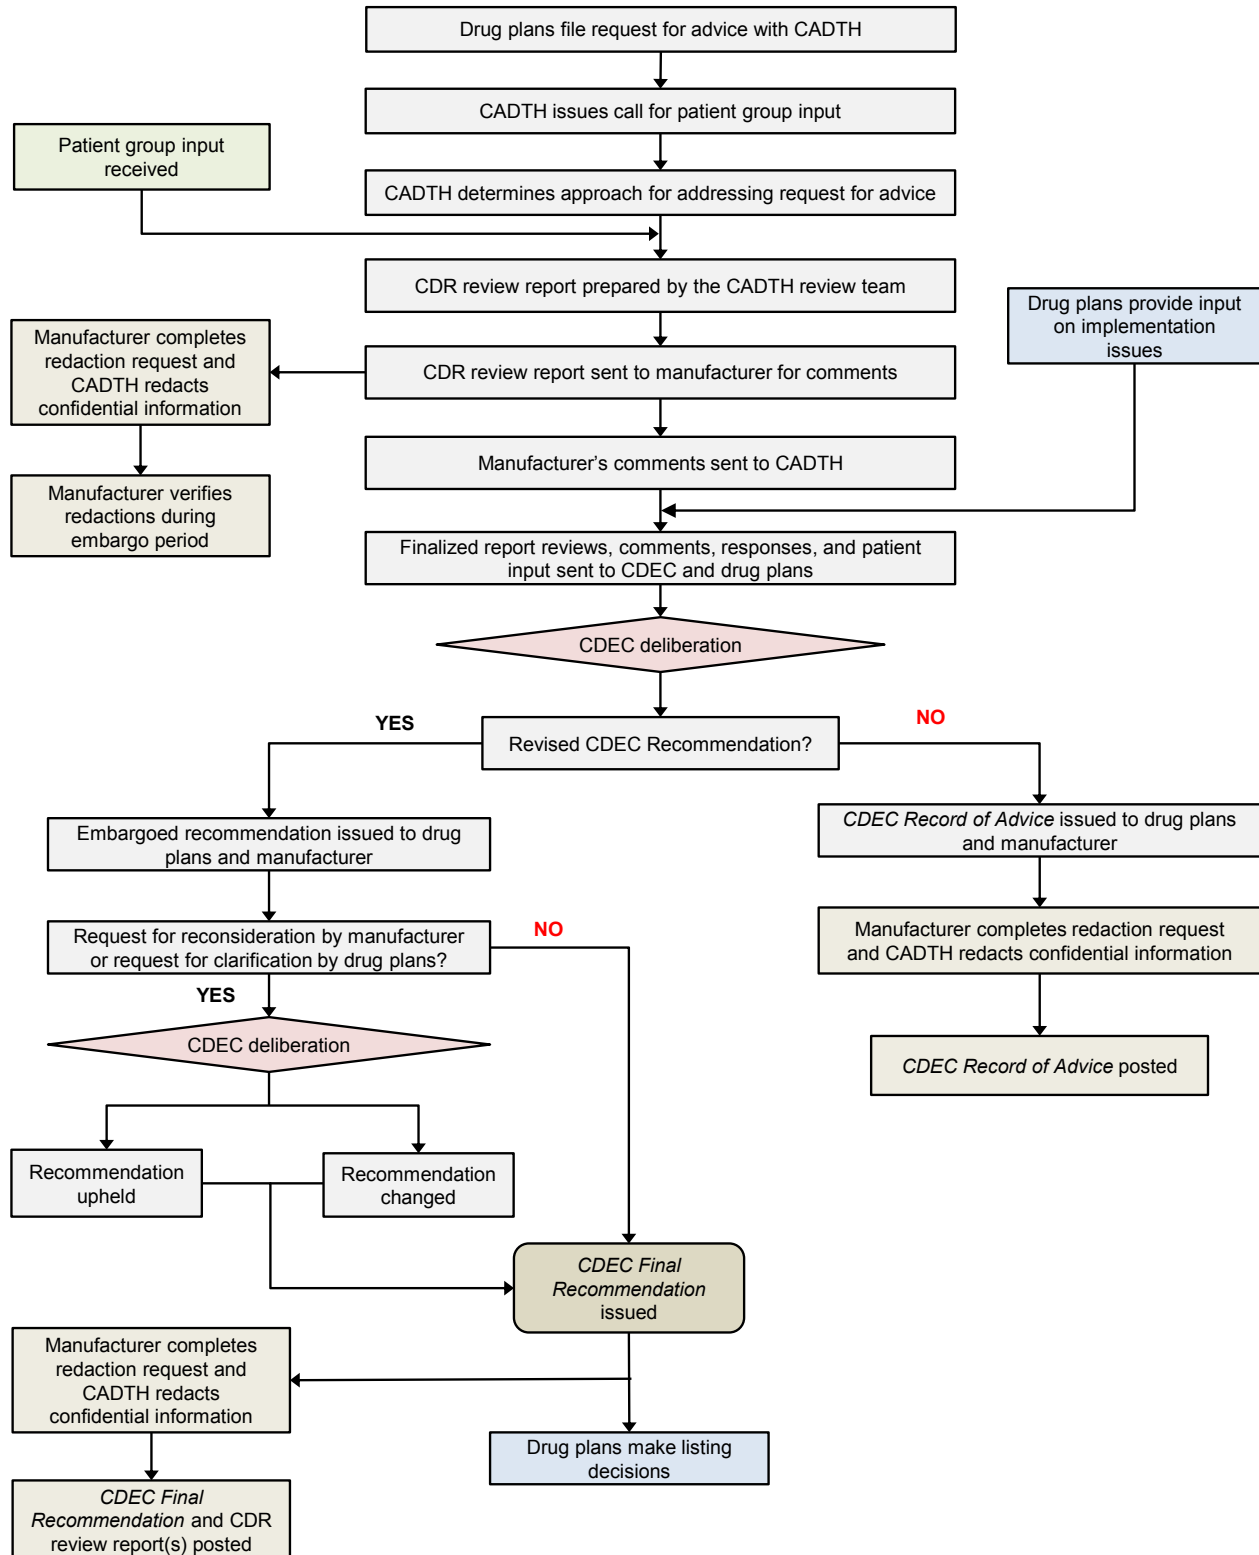 Drug plans file request for advice with CADTH
CADTH issues call for patient group input
Patient group input
received
CADTH determines approach for addressing request for advice
CDR review report prepared by the CADTH review team
Drug plans provide input
on implementation
issues
Manufacturer completes
redaction request and
CADTH redacts
confidential information
CDR review report sent to manufacturer for comments
Manufacturer's comments sent to CADTH
Manufacturer verifies
redactions during
embargo period
Finalized report reviews, comments, responses, and patient
input sent to CDEC and drug plans
CDEC deliberation
YES
NO
Revised CDEC Recommendation?
Embargoed recommendation issued to drug
plans and manufacturer
CDEC Record of Advice issued to drug plans
and manufacturer
Request for reconsideration by manufacturer
or request for clarification by drug plans?
NO
Manufacturer completes redaction request
and CADTH redacts confidential information
YES
CDEC deliberation
CDEC Record of Advice posted
Recommendation
upheld
Recommendation
changed
CDEC Final
Recommendation
issued
Manufacturer completes
redaction request and
CADTH redacts
confidential information
Drug plans make listing
decisions
CDEC Final
Recommendation and CDR
review report(s) posted